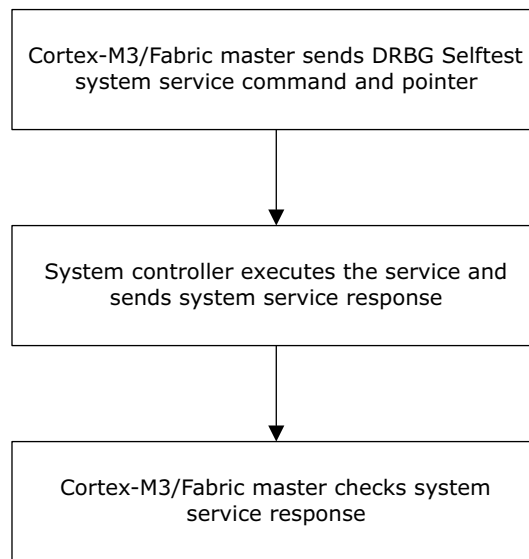 Cortex-M3/Fabric master sends DRBG Selftest
system service command and pointer
System controller executes the service and
sends system service response
Cortex-M3/Fabric master checks system
service response